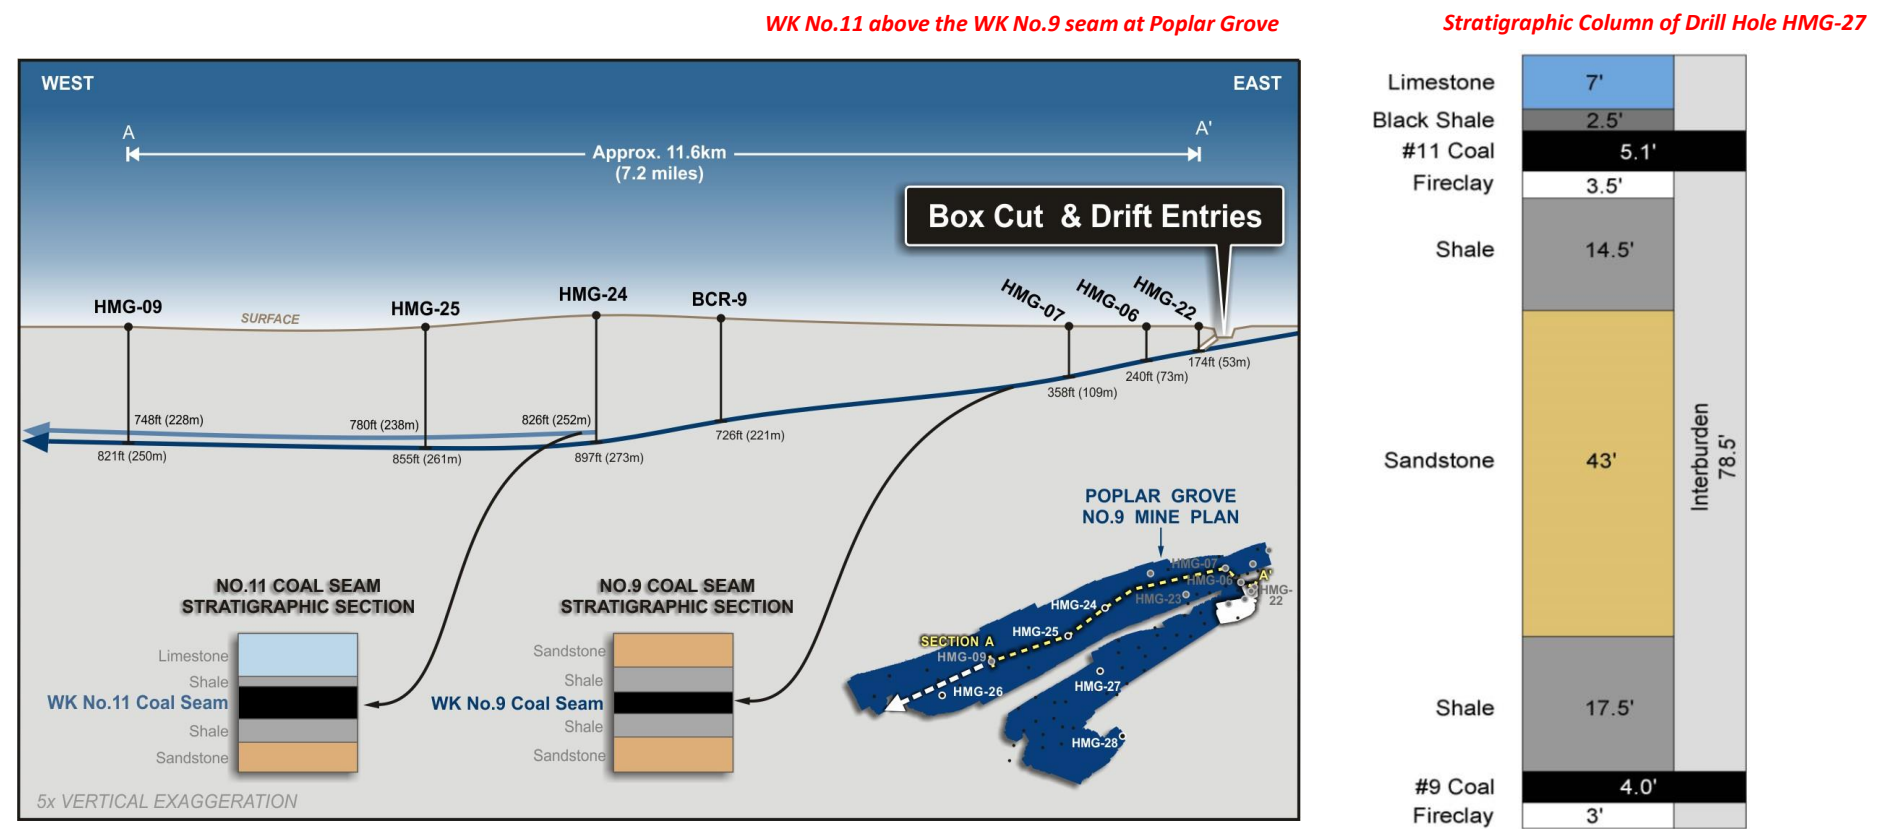 WK No.11 above the WK No.9 seam at Poplar Grove
Stratigraphic Column of Drill Hole HMG-27
WEST
EAST
A
A'
Approx. 11.6km
(7.2 miles)
Box Cut & Drift Entries
HMG-09
SURFACE
HMG-25
HMG-24
BCR-9
HMG-07
HMG-06
HMG-22
748ft (228m)
780ft (238m)
826ft (252m)
821ft (250m)
855ft (261m)
897ft (273m)
726ft (221m)
358ft (109m)
240ft (73m)
174ft (53m)
NO.11 COAL SEAM
STRATIGRAPHIC SECTION
Limestone
Shale
WK No.11 Coal Seam
Shale
Sandstone
NO.9 COAL SEAM
STRATIGRAPHIC SECTION
Sandstone
Shale
WK No.9 Coal Seam
Shale
Sandstone
POPLAR GROVE
NO.9 MINE PLAN
HMG-07
A'
HMG-06
HMG-
22
HMG-23
HMG-24
HMG-25
SECTION A
HMG-09
HMG-26
HMG-27
HMG-28
5x VERTICAL EXAGGERATION
Limestone 7'
Black Shale 2.5'
#11 Coal 5.1'
Fireclay 3.5'
Shale 14.5'
Sandstone 43'
Interburden
78.5'
Shale 17.5'
#9 Coal 4.0'
Fireclay 3'